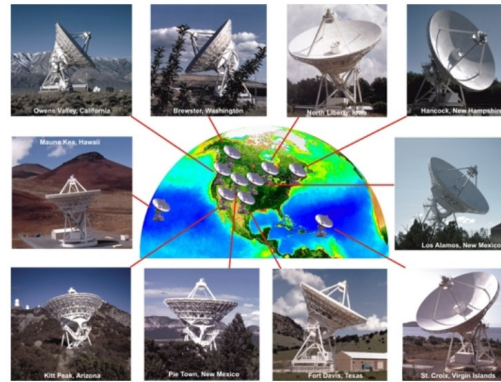 Owens Valley, California
Brewster, Washington
North Liberty, Iowa
Hancock, New Hampshire
Mauna Kea, Hawaii
Los Alamos, New Mexico
Kitt Peak, Arizona
Pie Town, New Mexico
Fort Davis, Texas
St. Croix, Virgin Islands